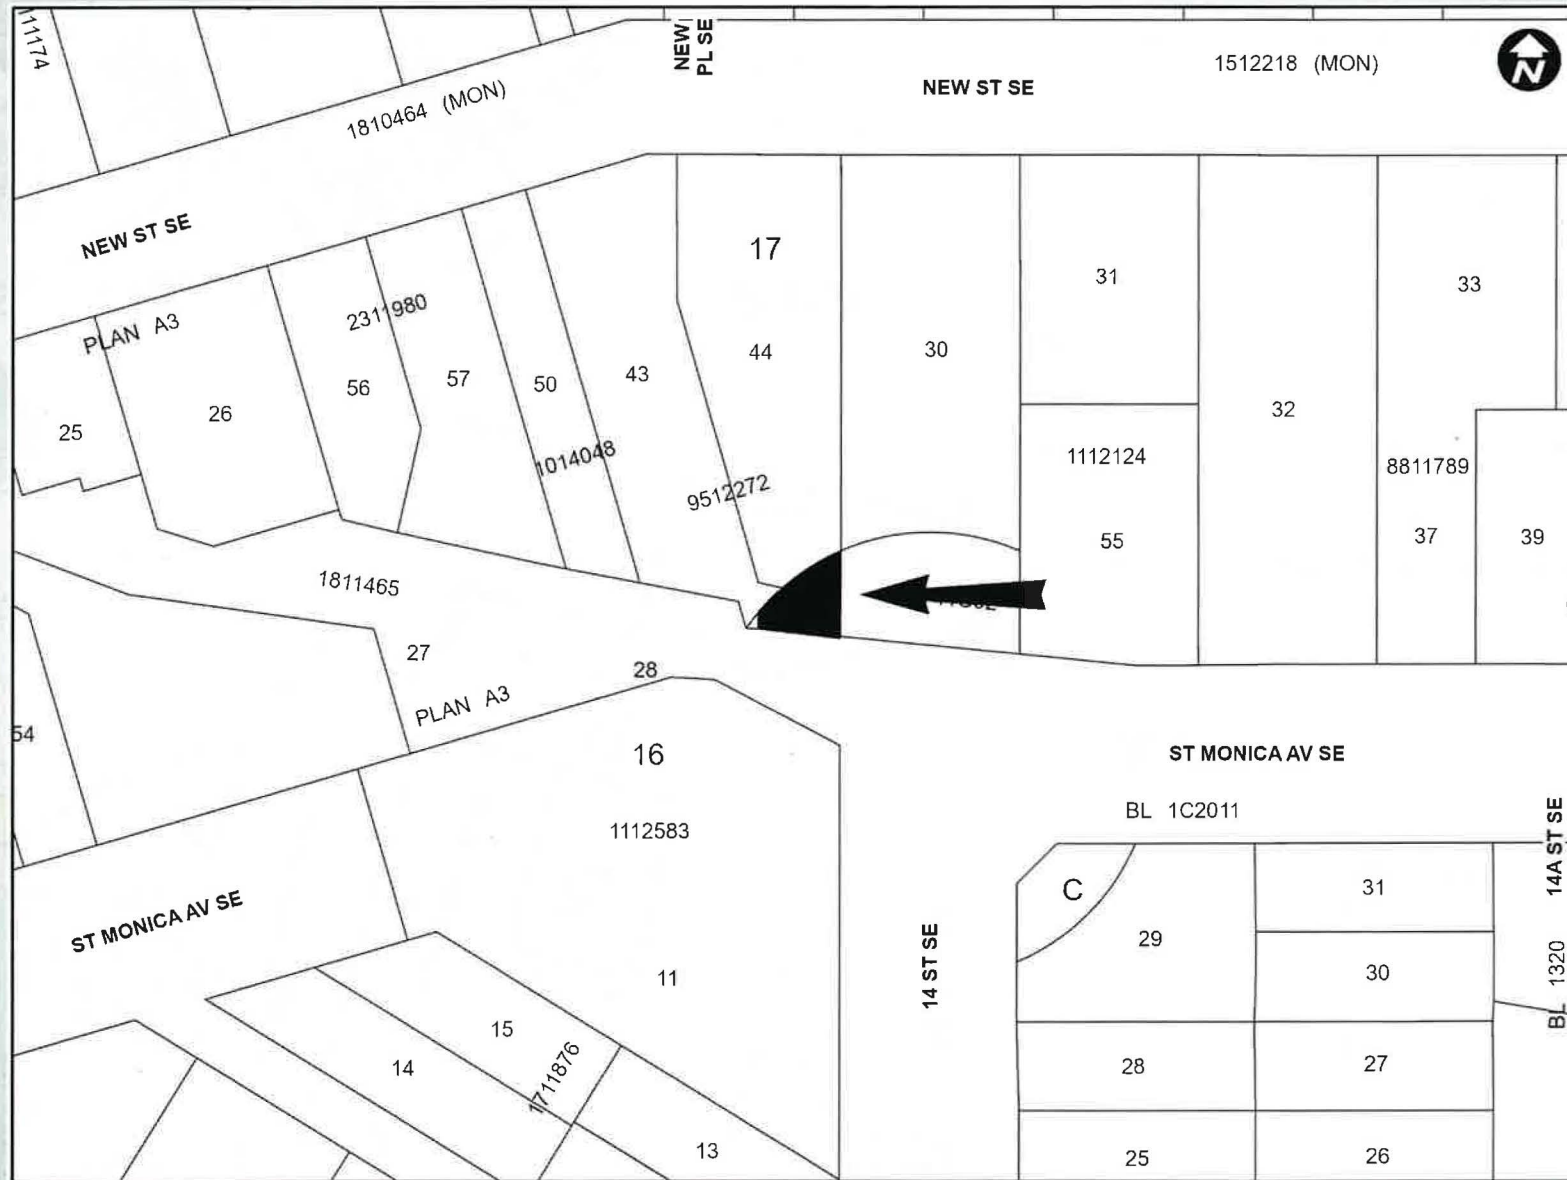 11174
NEW
PL SE
1512218 (MON)
N
NEW ST SE
1810464 (MON)
NEW ST SE
17
31
33
PLAN A3
2311980
44
30
56
57
50
43
32
25
26
1014048
1112124
8811789
9512272
55
37
39
1811465
27
28
PLAN A3
54
16
ST MONICA AV SE
1112583
BL 1C2011
14A ST SE
C
31
ST MONICA AV SE
29
14 ST SE
11
30
BL 1320
15
14
1711876
28
27
13
25
26